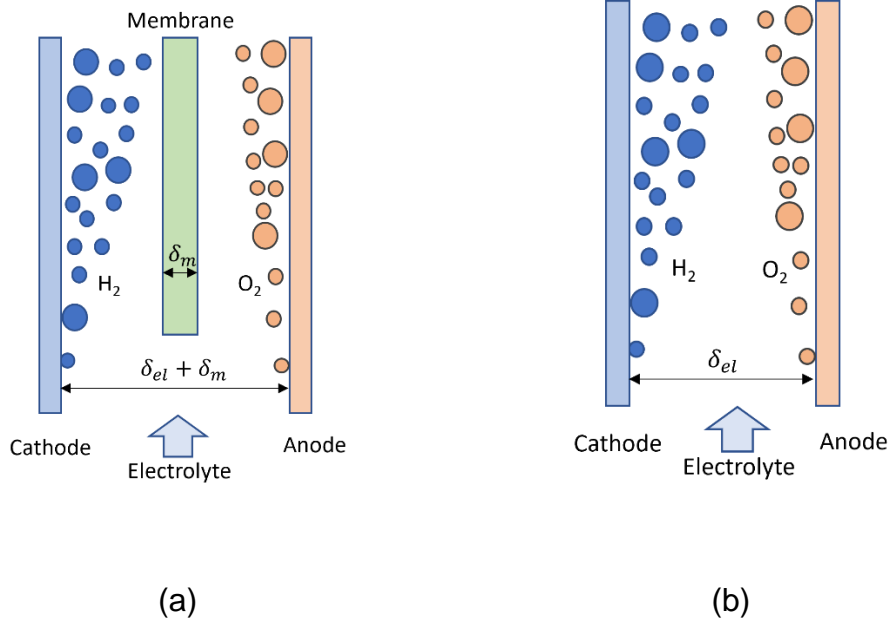 Membrane
H₂
δₘ
O₂
δₑₗ + δₘ
Cathode
Anode
Electrolyte
(a)
H₂
O₂
δₑₗ
Cathode
Anode
Electrolyte
(b)